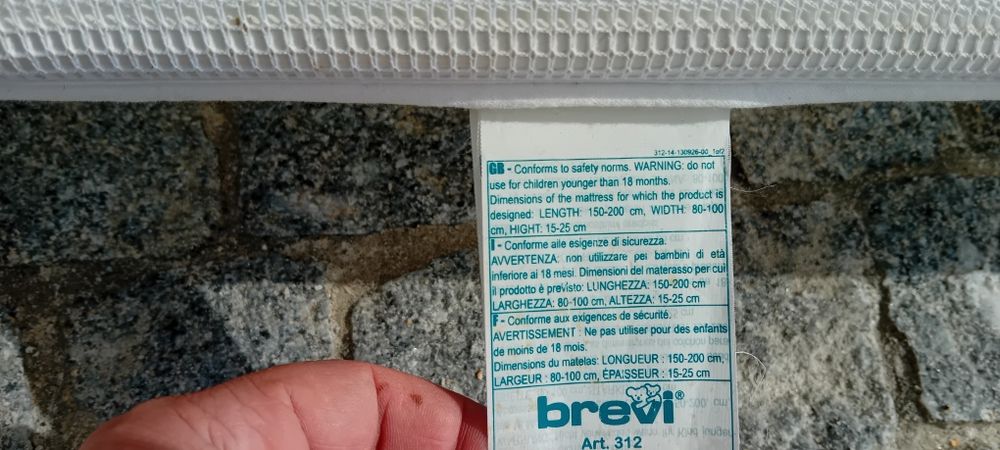 312-14-130926-00_1of2
GB - Conforms to safety norms. WARNING: do not
use for children younger than 18 months.
Dimensions of the mattress for which the product is
designed: LENGTH: 150-200 cm, WIDTH: 80-100
cm, HIGHT: 15-25 cm
I - Conforme alle esigenze di sicurezza.
AVVERTENZA: non utilizzare pei bambini di età
inferiore ai 18 mesi. Dimensioni del materasso per cui
il prodotto è previsto: LUNGHEZZA: 150-200 cm
LARGHEZZA: 80-100 cm, ALTEZZA: 15-25 cm
F - Conforme aux exigences de sécurité.
AVERTISSEMENT : Ne pas utiliser pour des enfants
de moins de 18 mois.
Dimensions du matelas: LONGUEUR : 150-200 cm,
LARGEUR : 80-100 cm, ÉPAISSEUR : 15-25 cm
brevi®
Art. 312